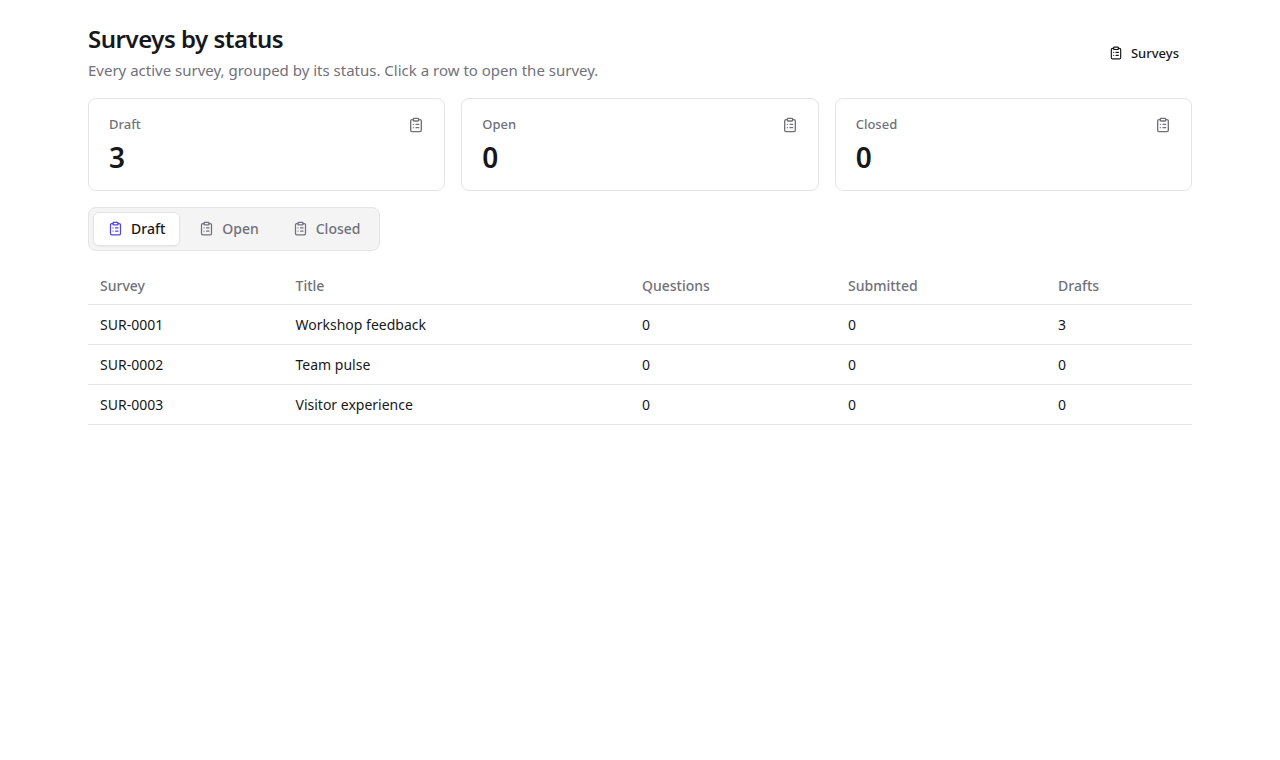 Surveys by status
Surveys
Every active survey, grouped by its status. Click a row to open the survey.
Draft
3
Open
0
Closed
0
Draft Open Closed
Survey Title Questions Submitted Drafts
SUR-0001 Workshop feedback 0 0 3
SUR-0002 Team pulse 0 0 0
SUR-0003 Visitor experience 0 0 0